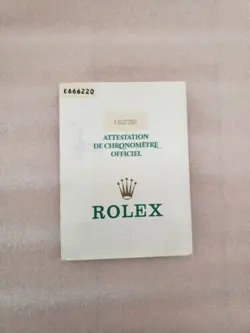 E666220
ATTESTATION
DE CHRONOMÈTRE
OFFICIEL
ROLEX